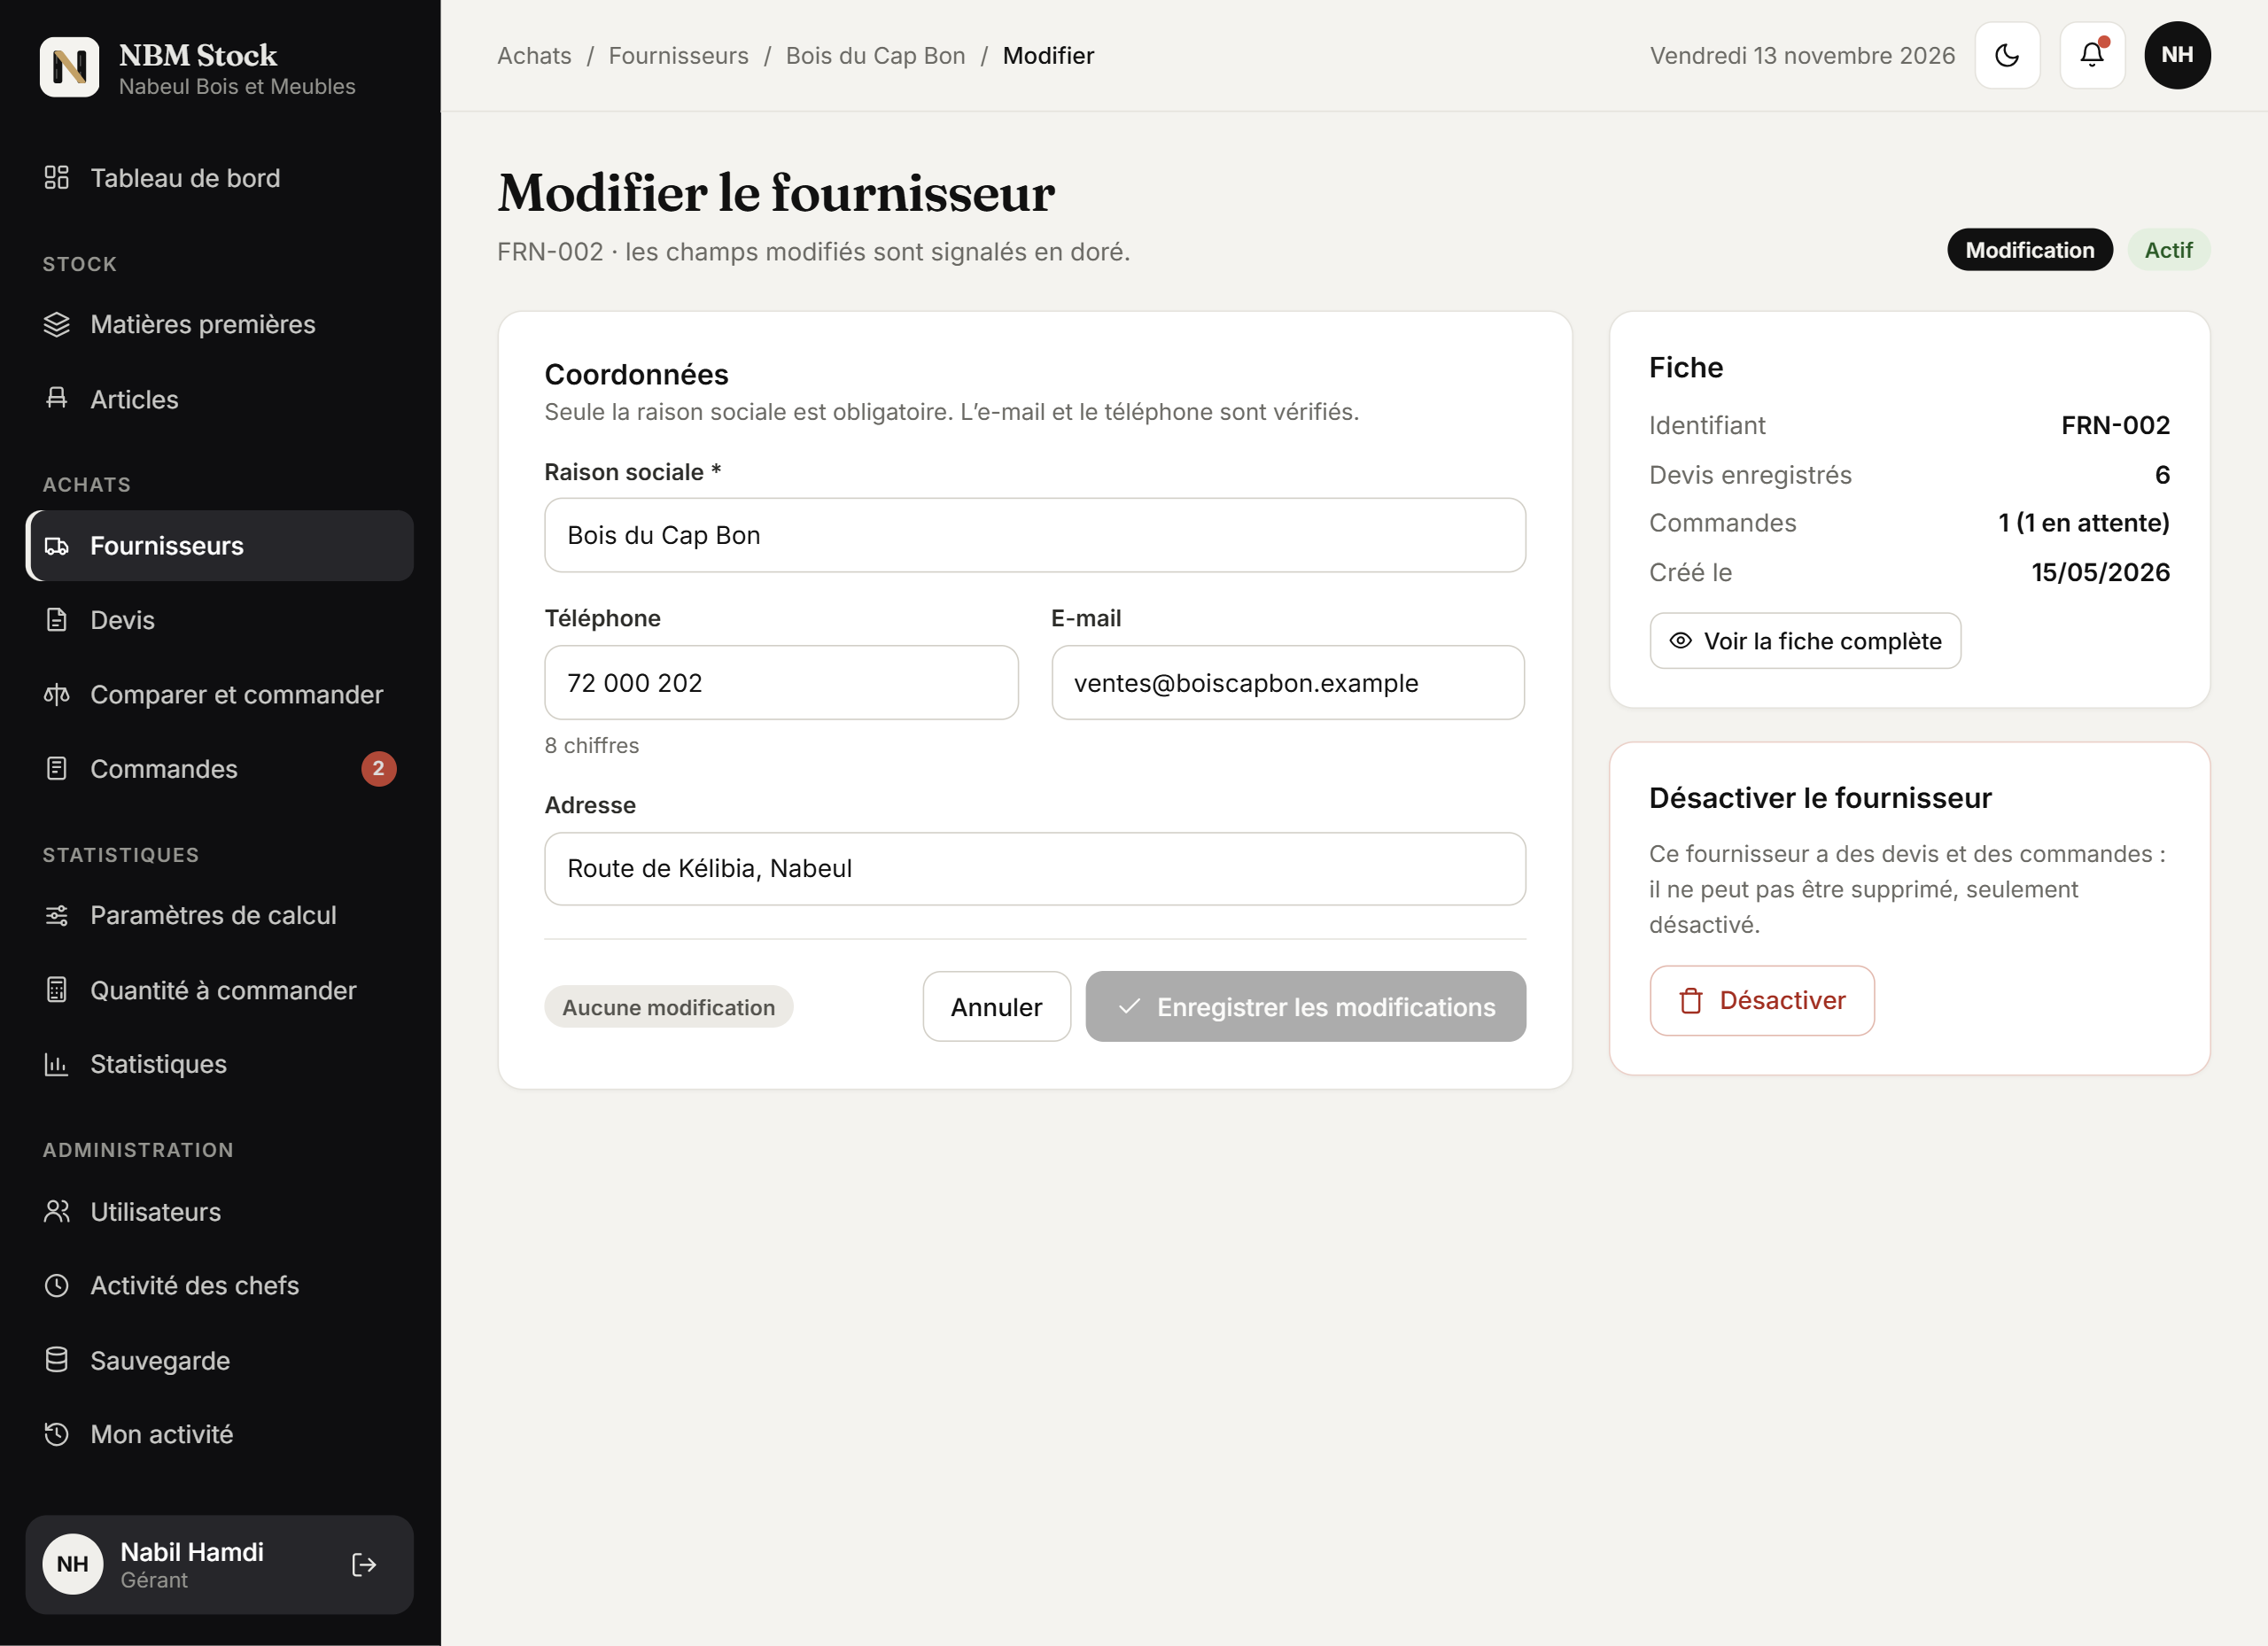 NBM Stock
Nabeul Bois et Meubles
Tableau de bord
STOCK
Matières premières
Articles
ACHATS
Fournisseurs
Devis
Comparer et commander
Commandes 2
STATISTIQUES
Paramètres de calcul
Quantité à commander
Statistiques
ADMINISTRATION
Utilisateurs
Activité des chefs
Sauvegarde
Mon activité
NH
Nabil Hamdi
Gérant
Achats / Fournisseurs / Bois du Cap Bon / Modifier
Vendredi 13 novembre 2026
NH
Modifier le fournisseur
FRN-002 · les champs modifiés sont signalés en doré.
Modification Actif
Coordonnées
Seule la raison sociale est obligatoire. L’e-mail et le téléphone sont vérifiés.
Raison sociale *
Bois du Cap Bon
Téléphone E-mail
72 000 202 ventes@boiscapbon.example
8 chiffres
Adresse
Route de Kélibia, Nabeul
Aucune modification Annuler Enregistrer les modifications
Fiche
Identifiant FRN-002
Devis enregistrés 6
Commandes 1 (1 en attente)
Créé le 15/05/2026
Voir la fiche complète
Désactiver le fournisseur
Ce fournisseur a des devis et des commandes :
il ne peut pas être supprimé, seulement
désactivé.
Désactiver